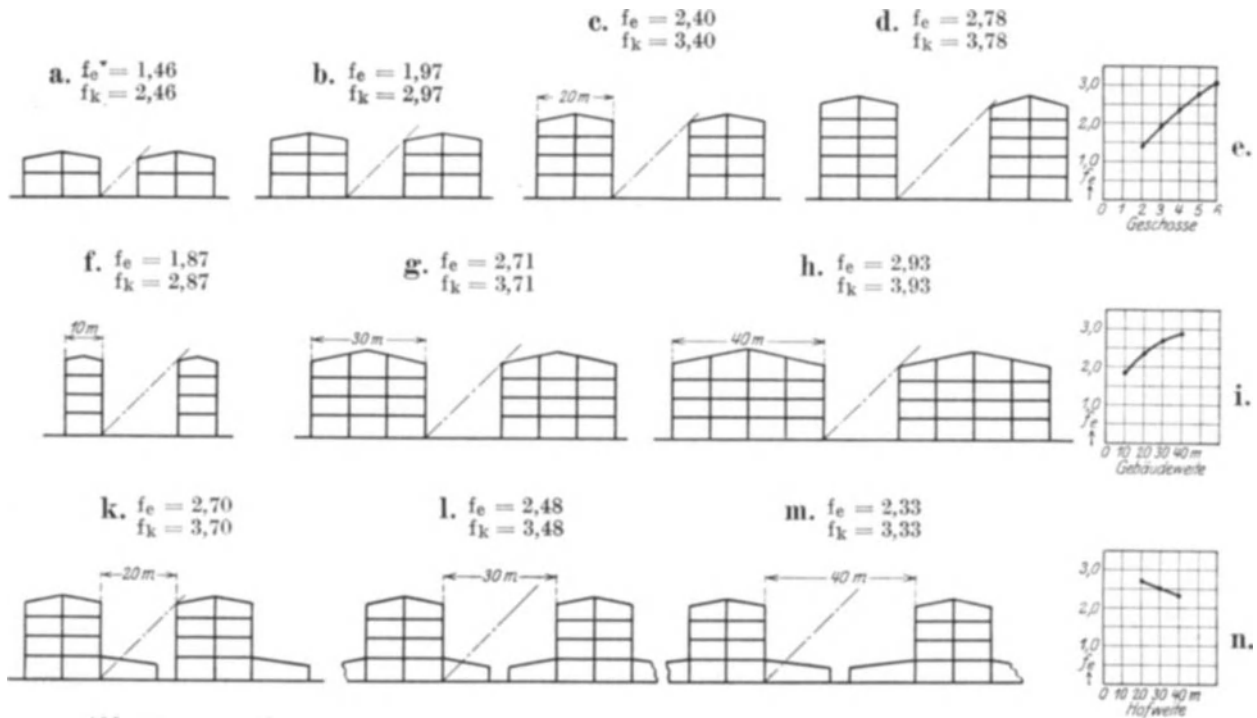 a. fe = 1,46
fk = 2,46
b. fe = 1,97
fk = 2,97
c. fe = 2,40
fk = 3,40
20 m
d. fe = 2,78
fk = 3,78
3,0
2,0
1,0
fe
0 1 2 3 4 5 6
Geschosse
e.
f. fe = 1,87
fk = 2,87
10 m
g. fe = 2,71
fk = 3,71
30 m
h. fe = 2,93
fk = 3,93
40 m
3,0
2,0
1,0
fe
0 10 20 30 40 m
Gebäudeweite
i.
k. fe = 2,70
fk = 3,70
20 m
l. fe = 2,48
fk = 3,48
30 m
m. fe = 2,33
fk = 3,33
40 m
3,0
2,0
1,0
fe
0 10 20 30 40 m
Hofweite
n.